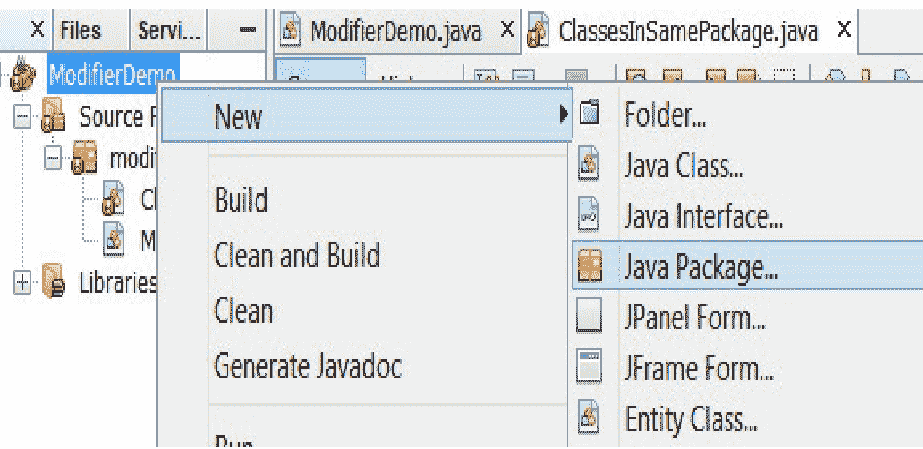 X Files Servi... ModifierDemo.java X ClassesInSamePackage.java X
ModifierDemo
Source
New
Folder...
Java Class...
Java Interface...
Java Package...
JPanel Form...
JFrame Form...
Entity Class...
Build
Clean and Build
Clean
Generate Javadoc
Libraries